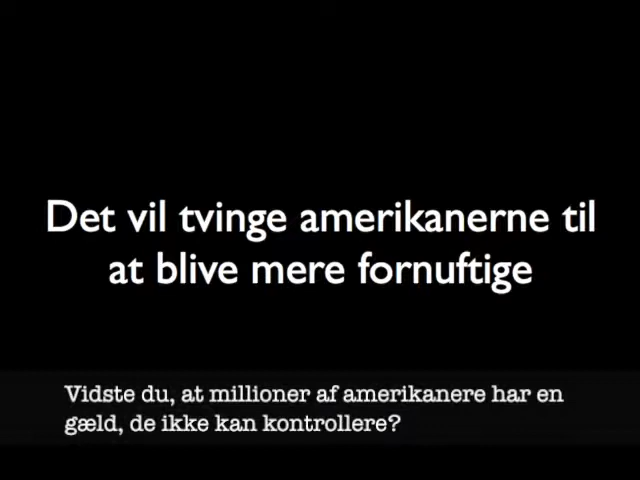 Det vil tvinge amerikanerne til
at blive mere fornuftige
Vidste du, at millioner af amerikanere har en
gæld, de ikke kan kontrollere?